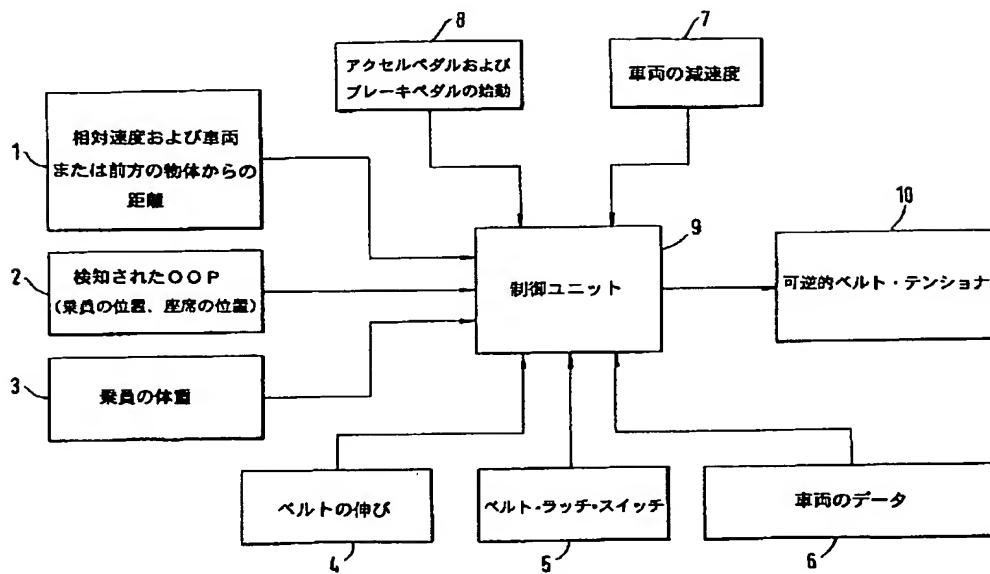 8
アクセルペダルおよび
ブレーキペダルの始動
7
車両の減速度
1
相対速度および車両
または前方の物体からの
距離
2
検知されたOOP
(乗員の位置、座席の位置)
3
乗員の体重
9
制御ユニット
10
可逆的ベルト・テンショナ
ベルトの伸び
4
ベルト・ラッチ・スイッチ
5
車両のデータ
6